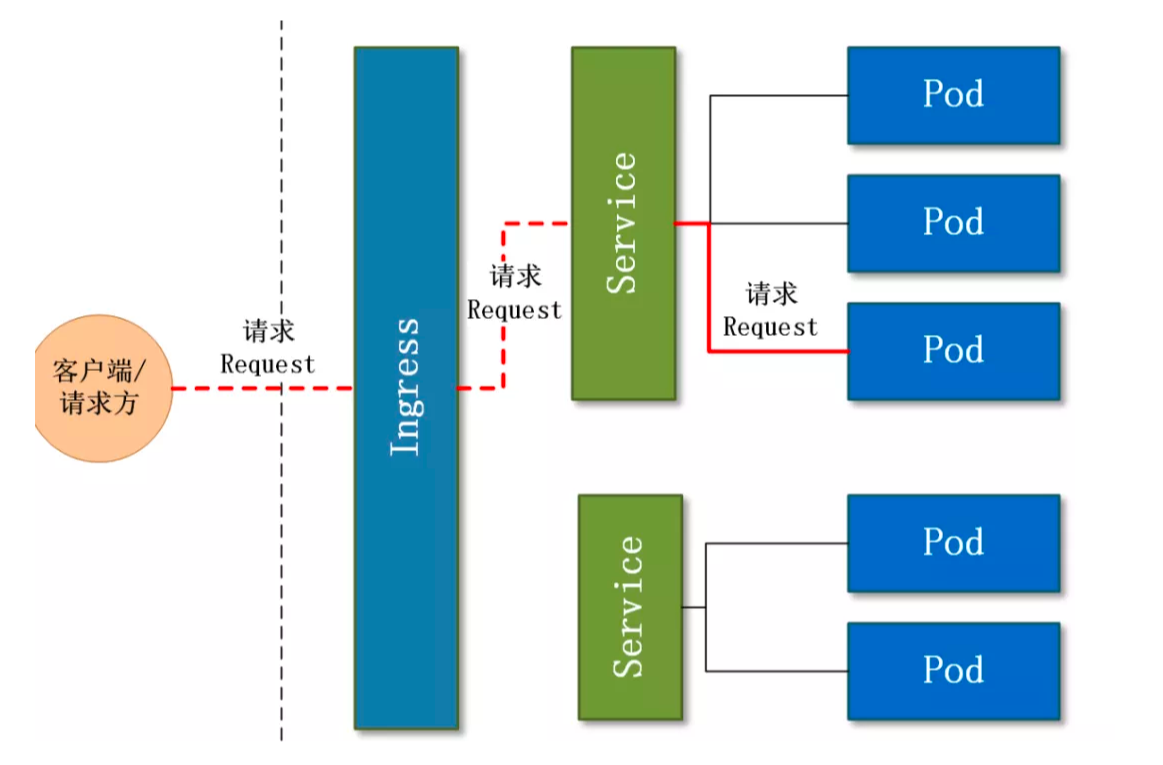 客户端/
请求方
请求
Request
Ingress
请求
Request
Service
请求
Request
Pod
Pod
Pod
Service
Pod
Pod